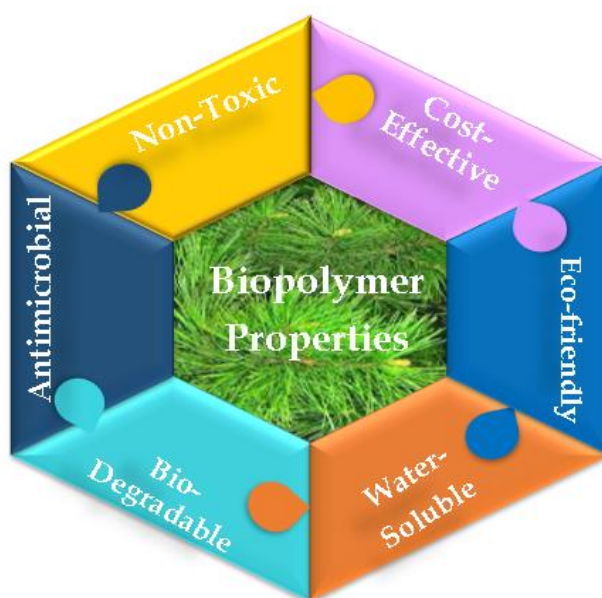 Non-Toxic
Cost-
Effective
Antimicrobial
Biopolymer
Properties
Eco-friendly
Bio-
Degradable
Water-
Soluble